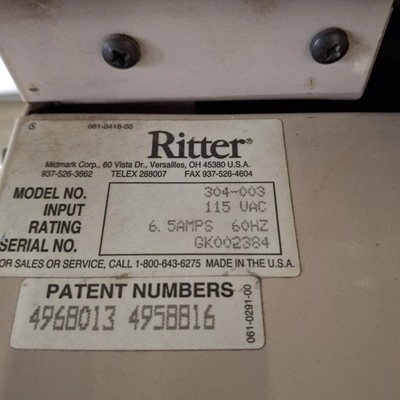 061-0418-00
Ritter®
Midmark Corp., 60 Vista Dr., Versailles, OH 45380 U.S.A.
937-526-3662 TELEX 288007 FAX 937-526-4604
MODEL NO. 304-003
INPUT 115 VAC
RATING 6.5AMPS 60HZ
SERIAL NO. GK002384
FOR SALES OR SERVICE, CALL 1-800-643-6275 MADE IN THE U.S.A.
PATENT NUMBERS
4968013 4958816
061-0291-00